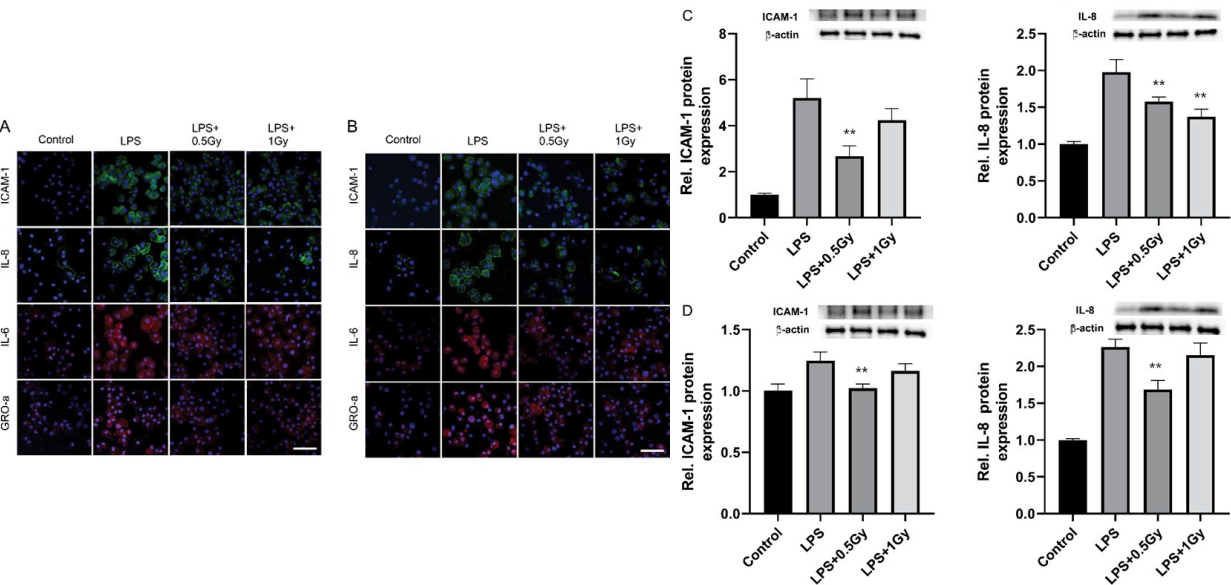 A
Control
LPS
LPS+
0.5Gy
LPS+
1Gy
ICAM-1
IL-8
IL-6
GRO-a
B
Control
LPS
LPS+
0.5Gy
LPS+
1Gy
ICAM-1
IL-8
IL-6
GRO-a
C
ICAM-1
β-actin
Rel. ICAM-1 protein
expression
8
6
4
2
0
**
Control
LPS
LPS+0.5Gy
LPS+1Gy
IL-8
β-actin
Rel. IL-8 protein
expression
2.5
2.0
1.5
1.0
0.5
0.0
**
**
Control
LPS
LPS+0.5Gy
LPS+1Gy
D
ICAM-1
β-actin
Rel. ICAM-1 protein
expression
1.5
1.0
0.5
0.0
**
Control
LPS
LPS+0.5Gy
LPS+1Gy
IL-8
β-actin
Rel. IL-8 protein
expression
2.5
2.0
1.5
1.0
0.5
0.0
**
Control
LPS
LPS+0.5Gy
LPS+1Gy